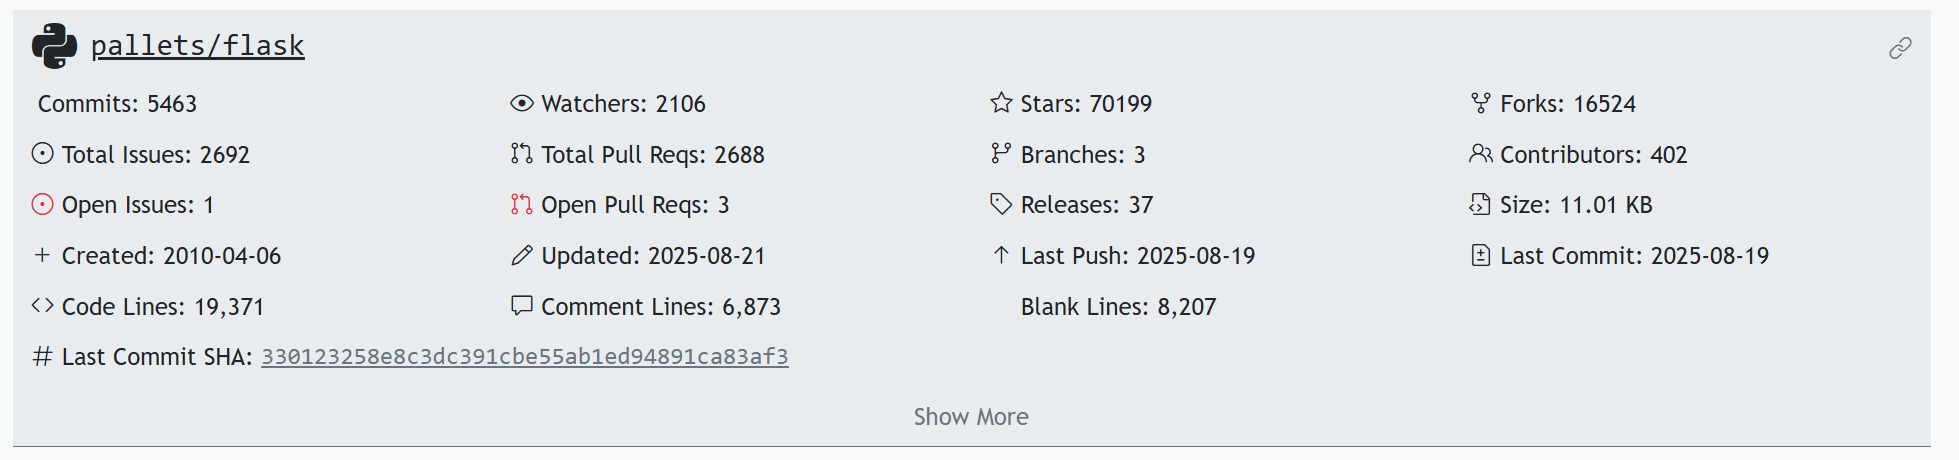 pallets/flask
Commits: 5463 Watchers: 2106 Stars: 70199 Forks: 16524
Total Issues: 2692 Total Pull Reqs: 2688 Branches: 3 Contributors: 402
Open Issues: 1 Open Pull Reqs: 3 Releases: 37 Size: 11.01 KB
Created: 2010-04-06 Updated: 2025-08-21 Last Push: 2025-08-19 Last Commit: 2025-08-19
Code Lines: 19,371 Comment Lines: 6,873 Blank Lines: 8,207
Last Commit SHA: 330123258e8c3dc391cbe55ab1ed94891ca83af3
Show More